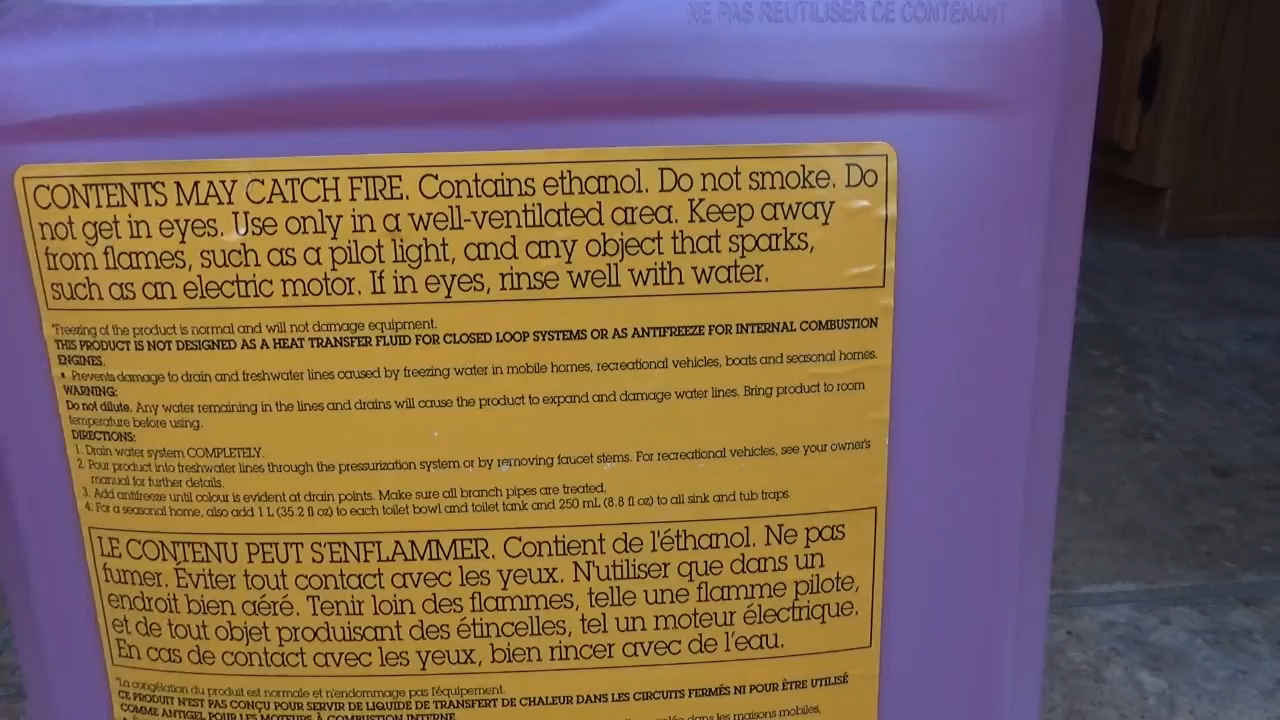 NE PAS REUTILISER CE CONTENANT
CONTENTS MAY CATCH FIRE. Contains ethanol. Do not smoke. Do
not get in eyes. Use only in a well-ventilated area. Keep away
from flames, such as a pilot light, and any object that sparks,
such as an electric motor. If in eyes, rinse well with water.
*Freezing of the product is normal and will not damage equipment.
THIS PRODUCT IS NOT DESIGNED AS A HEAT TRANSFER FLUID FOR CLOSED LOOP SYSTEMS OR AS ANTIFREEZE FOR INTERNAL COMBUSTION
ENGINES.
• Prevents damage to drain and freshwater lines caused by freezing water in mobile homes, recreational vehicles, boats and seasonal homes.
WARNING:
Do not dilute. Any water remaining in the lines and drains will cause the product to expand and damage water lines. Bring product to room
temperature before using.
DIRECTIONS:
1. Drain water system COMPLETELY.
2. Pour product into freshwater lines through the pressurization system or by removing faucet stems. For recreational vehicles, see your owner's
manual for further details.
3. Add antifreeze until colour is evident at drain points. Make sure all branch pipes are treated.
4. For a seasonal home, also add 1 L (35.2 fl oz) to each toilet bowl and toilet tank and 250 mL (8.8 fl oz) to all sink and tub traps.
LE CONTENU PEUT S'ENFLAMMER. Contient de l'éthanol. Ne pas
fumer. Éviter tout contact avec les yeux. N'utiliser que dans un
endroit bien aéré. Tenir loin des flammes, telle une flamme pilote,
et de tout objet produisant des étincelles, tel un moteur électrique.
En cas de contact avec les yeux, bien rincer avec de l'eau.
*La congélation du produit est normale et n'endommage pas l'équipement.
CE PRODUIT N'EST PAS CONÇU POUR SERVIR DE LIQUIDE DE TRANSFERT DE CHALEUR DANS LES CIRCUITS FERMÉS NI POUR ÊTRE UTILISÉ
COMME ANTIGEL POUR LES MOTEURS À COMBUSTION INTERNE.
dans les maisons mobiles,